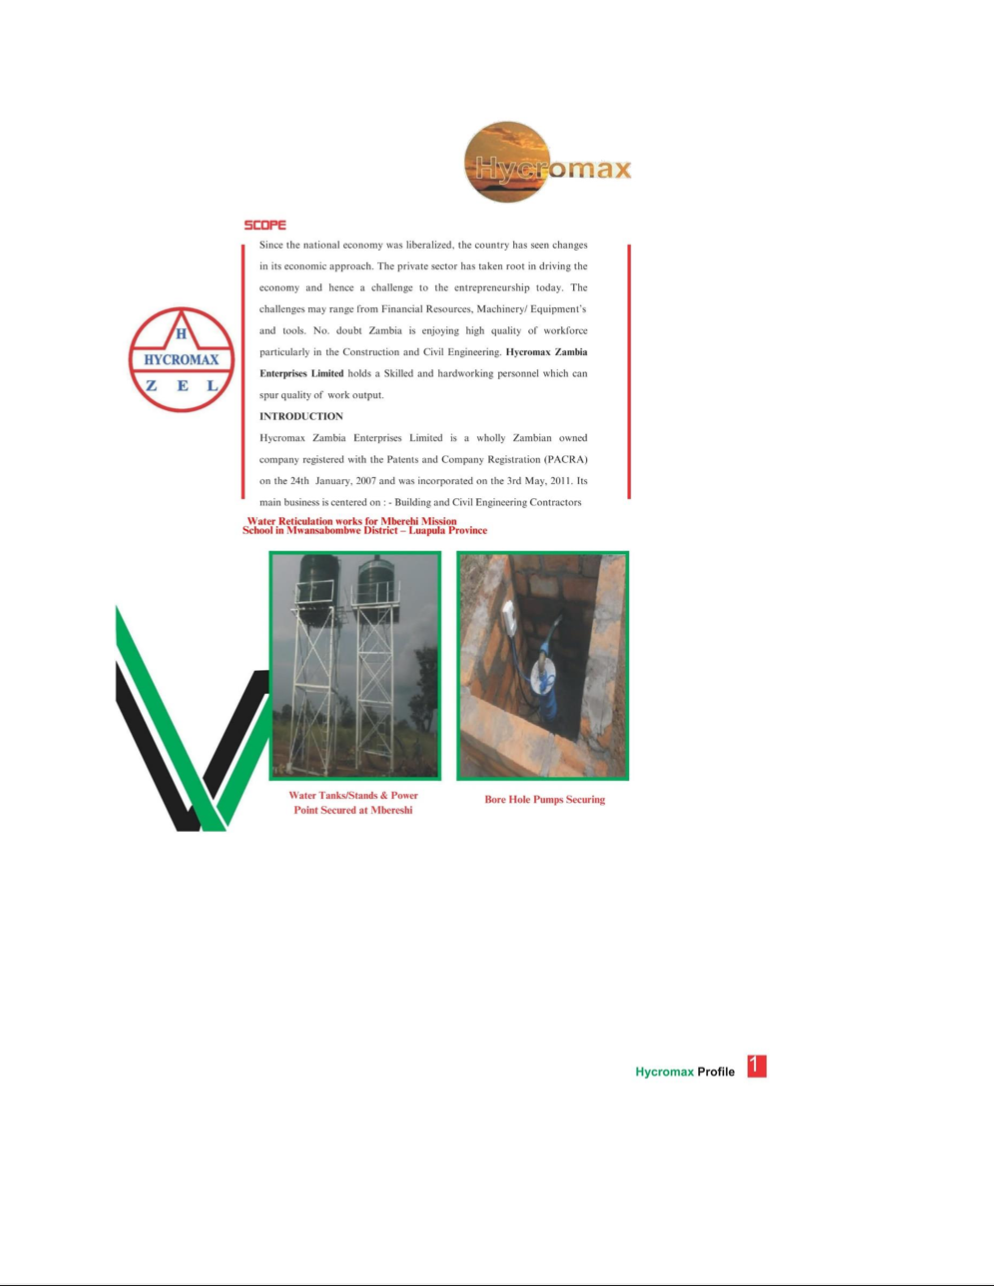 Hycromax
SCOPE
Since the national economy was liberalized, the country has seen changes
in its economic approach. The private sector has taken root in driving the
economy and hence a challenge to the entrepreneurship today. The
challenges may range from Financial Resources, Machinery/ Equipment's
and tools. No. doubt Zambia is enjoying high quality of workforce
particularly in the Construction and Civil Engineering. Hycromax Zambia
Enterprises Limited holds a Skilled and hardworking personnel which can
spur quality of work output.
H
HYCROMAX
Z E L
INTRODUCTION
Hycromax Zambia Enterprises Limited is a wholly Zambian owned
company registered with the Patents and Company Registration (PACRA)
on the 24th January, 2007 and was incorporated on the 3rd May, 2011. Its
main business is centered on : - Building and Civil Engineering Contractors
Water Reticulation works for Mberehi Mission
School in Mwansabombwe District – Luapula Province
Water Tanks/Stands & Power
Point Secured at Mbereshi
Bore Hole Pumps Securing
Hycromax Profile 1